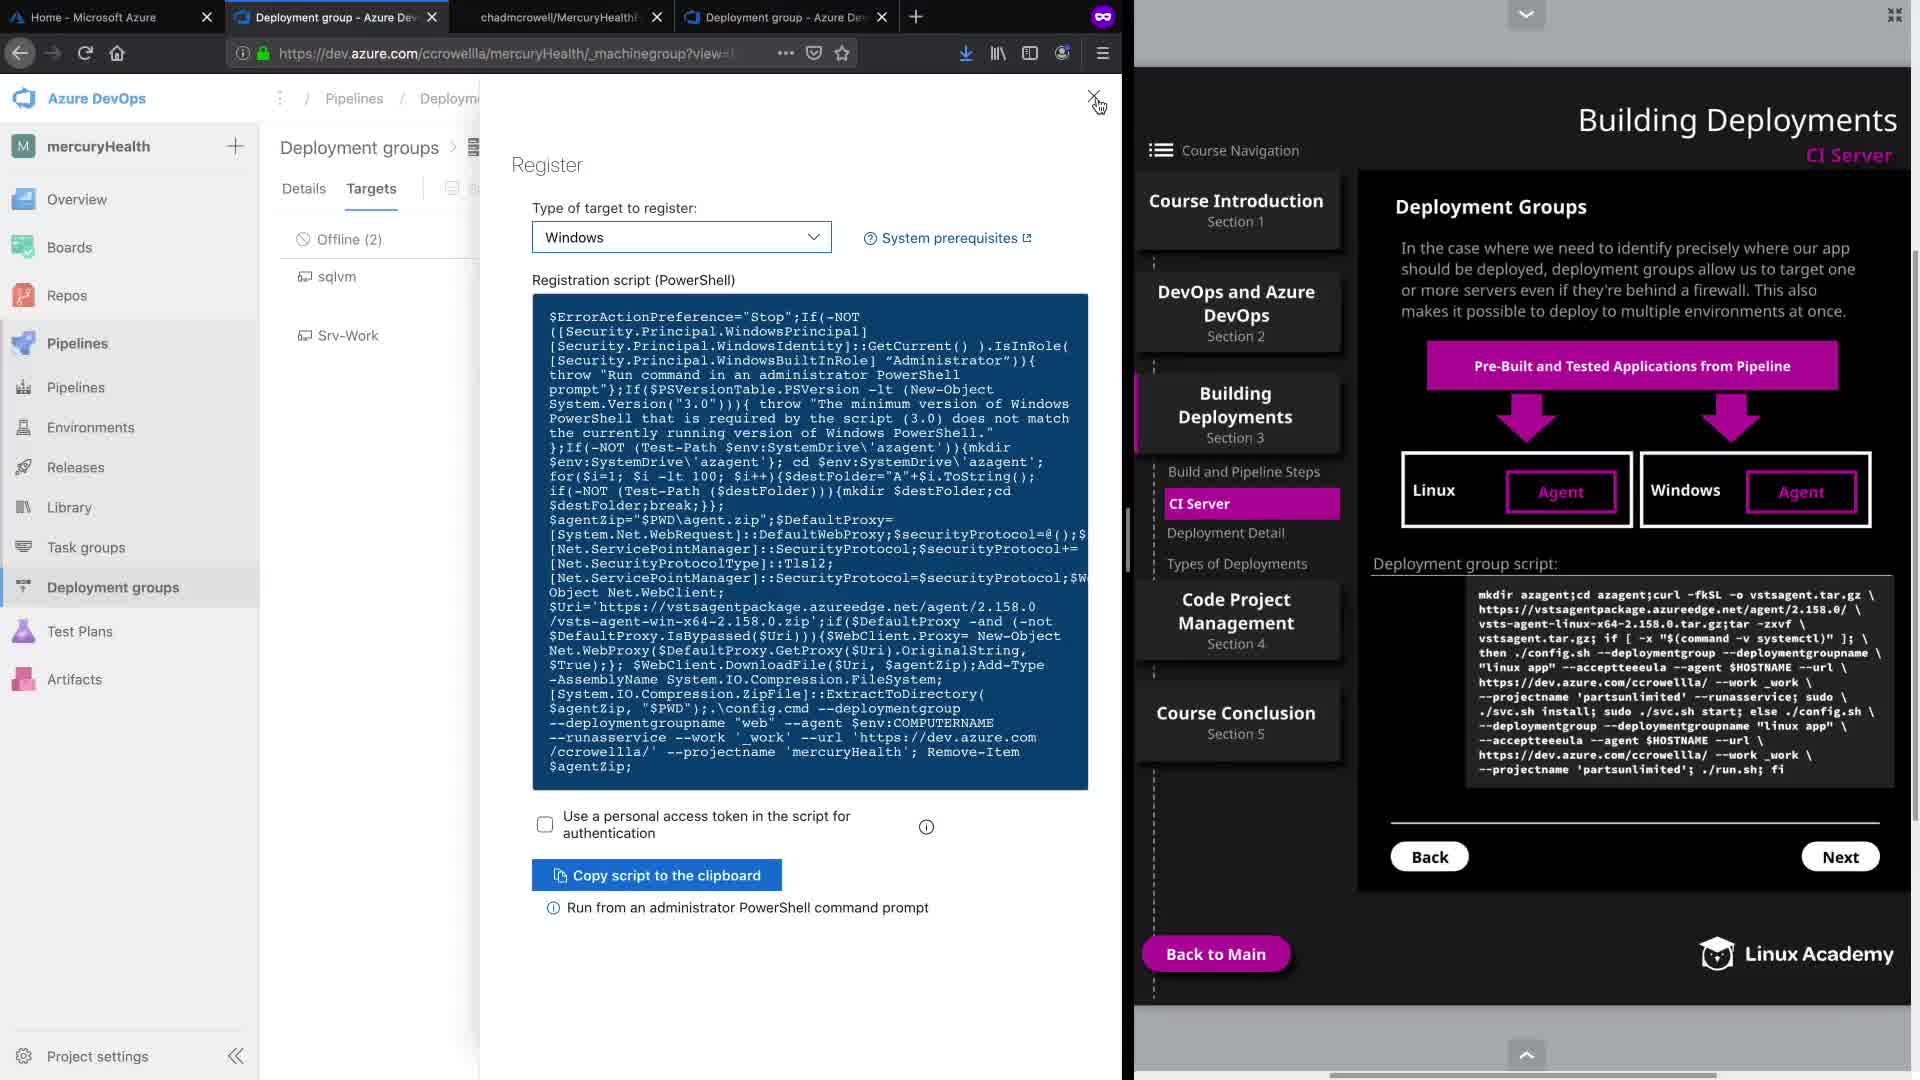 Home - Microsoft Azure
Deployment group - Azure Dev
chadmcrowell/MercuryHealth
Deployment group - Azure De
https://dev.azure.com/ccrowellla/mercuryHealth/_machinegroup?view=
Azure DevOps
/ Pipelines / Deploym
M mercuryHealth
Overview
Boards
Repos
Pipelines
Pipelines
Environments
Releases
Library
Task groups
Deployment groups
Test Plans
Artifacts
Project settings
Deployment groups
Details
Targets
Offline (2)
sqlvm
Srv-Work
Register
Type of target to register:
Windows
System prerequisites
Registration script (PowerShell)
$ErrorActionPreference="Stop";If(-NOT
([Security.Principal.WindowsPrincipal]
[Security.Principal.WindowsIdentity]::GetCurrent() ).IsInRole(
[Security.Principal.WindowsBuiltInRole] “Administrator”)){
throw "Run command in an administrator PowerShell
prompt"};If($PSVersionTable.PSVersion -lt (New-Object
System.Version("3.0"))){ throw "The minimum version of Windows
PowerShell that is required by the script (3.0) does not match
the currently running version of Windows PowerShell."
};If(-NOT (Test-Path $env:SystemDrive\'azagent')){mkdir
$env:SystemDrive\'azagent'}; cd $env:SystemDrive\'azagent';
for($i=1; $i -lt 100; $i++){$destFolder="A"+$i.ToString();
if(-NOT (Test-Path ($destFolder))){mkdir $destFolder;cd
$destFolder;break;}};
$agentZip="$PWD\agent.zip";$DefaultProxy=
[System.Net.WebRequest]::DefaultWebProxy;$securityProtocol=@();$
[Net.ServicePointManager]::SecurityProtocol;$securityProtocol+=
[Net.SecurityProtocolType]::Tls12;
[Net.ServicePointManager]::SecurityProtocol=$securityProtocol;$W
Object Net.WebClient;
$Uri='https://vstsagentpackage.azureedge.net/agent/2.158.0
/vsts-agent-win-x64-2.158.0.zip';if($DefaultProxy -and (-not
$DefaultProxy.IsBypassed($Uri))){$WebClient.Proxy= New-Object
Net.WebProxy($DefaultProxy.GetProxy($Uri).OriginalString,
$True);}; $WebClient.DownloadFile($Uri, $agentZip);Add-Type
-AssemblyName System.IO.Compression.FileSystem;
[System.IO.Compression.ZipFile]::ExtractToDirectory(
$agentZip, "$PWD");.\config.cmd --deploymentgroup
--deploymentgroupname "web" --agent $env:COMPUTERNAME
--runasservice --work '_work' --url 'https://dev.azure.com
/ccrowellla/' --projectname 'mercuryHealth'; Remove-Item
$agentZip;
Use a personal access token in the script for
authentication
Copy script to the clipboard
Run from an administrator PowerShell command prompt
Building Deployments
CI Server
Course Navigation
Course Introduction
Section 1
DevOps and Azure
DevOps
Section 2
Building
Deployments
Section 3
Build and Pipeline Steps
CI Server
Deployment Detail
Types of Deployments
Code Project
Management
Section 4
Course Conclusion
Section 5
Back to Main
Deployment Groups
In the case where we need to identify precisely where our app
should be deployed, deployment groups allow us to target one
or more servers even if they're behind a firewall. This also
makes it possible to deploy to multiple environments at once.
Pre-Built and Tested Applications from Pipeline
Linux
Agent
Windows
Agent
Deployment group script:
mkdir azagent;cd azagent;curl -fkSL -o vstsagent.tar.gz \
https://vstsagentpackage.azureedge.net/agent/2.158.0/ \
vsts-agent-linux-x64-2.158.0.tar.gz;tar -zxvf \
vstsagent.tar.gz; if [ -x "$(command -v systemctl)" ]; \
then ./config.sh --deploymentgroup --deploymentgroupname \
"linux app" --acceptteeeula --agent $HOSTNAME --url \
https://dev.azure.com/ccrowellla/ --work _work \
--projectname 'partsunlimited' --runasservice; sudo \
./svc.sh install; sudo ./svc.sh start; else ./config.sh \
--deploymentgroup --deploymentgroupname "linux app" \
--acceptteeeula --agent $HOSTNAME --url \
https://dev.azure.com/ccrowellla/ --work _work \
--projectname 'partsunlimited'; ./run.sh; fi
Back
Next
Linux Academy